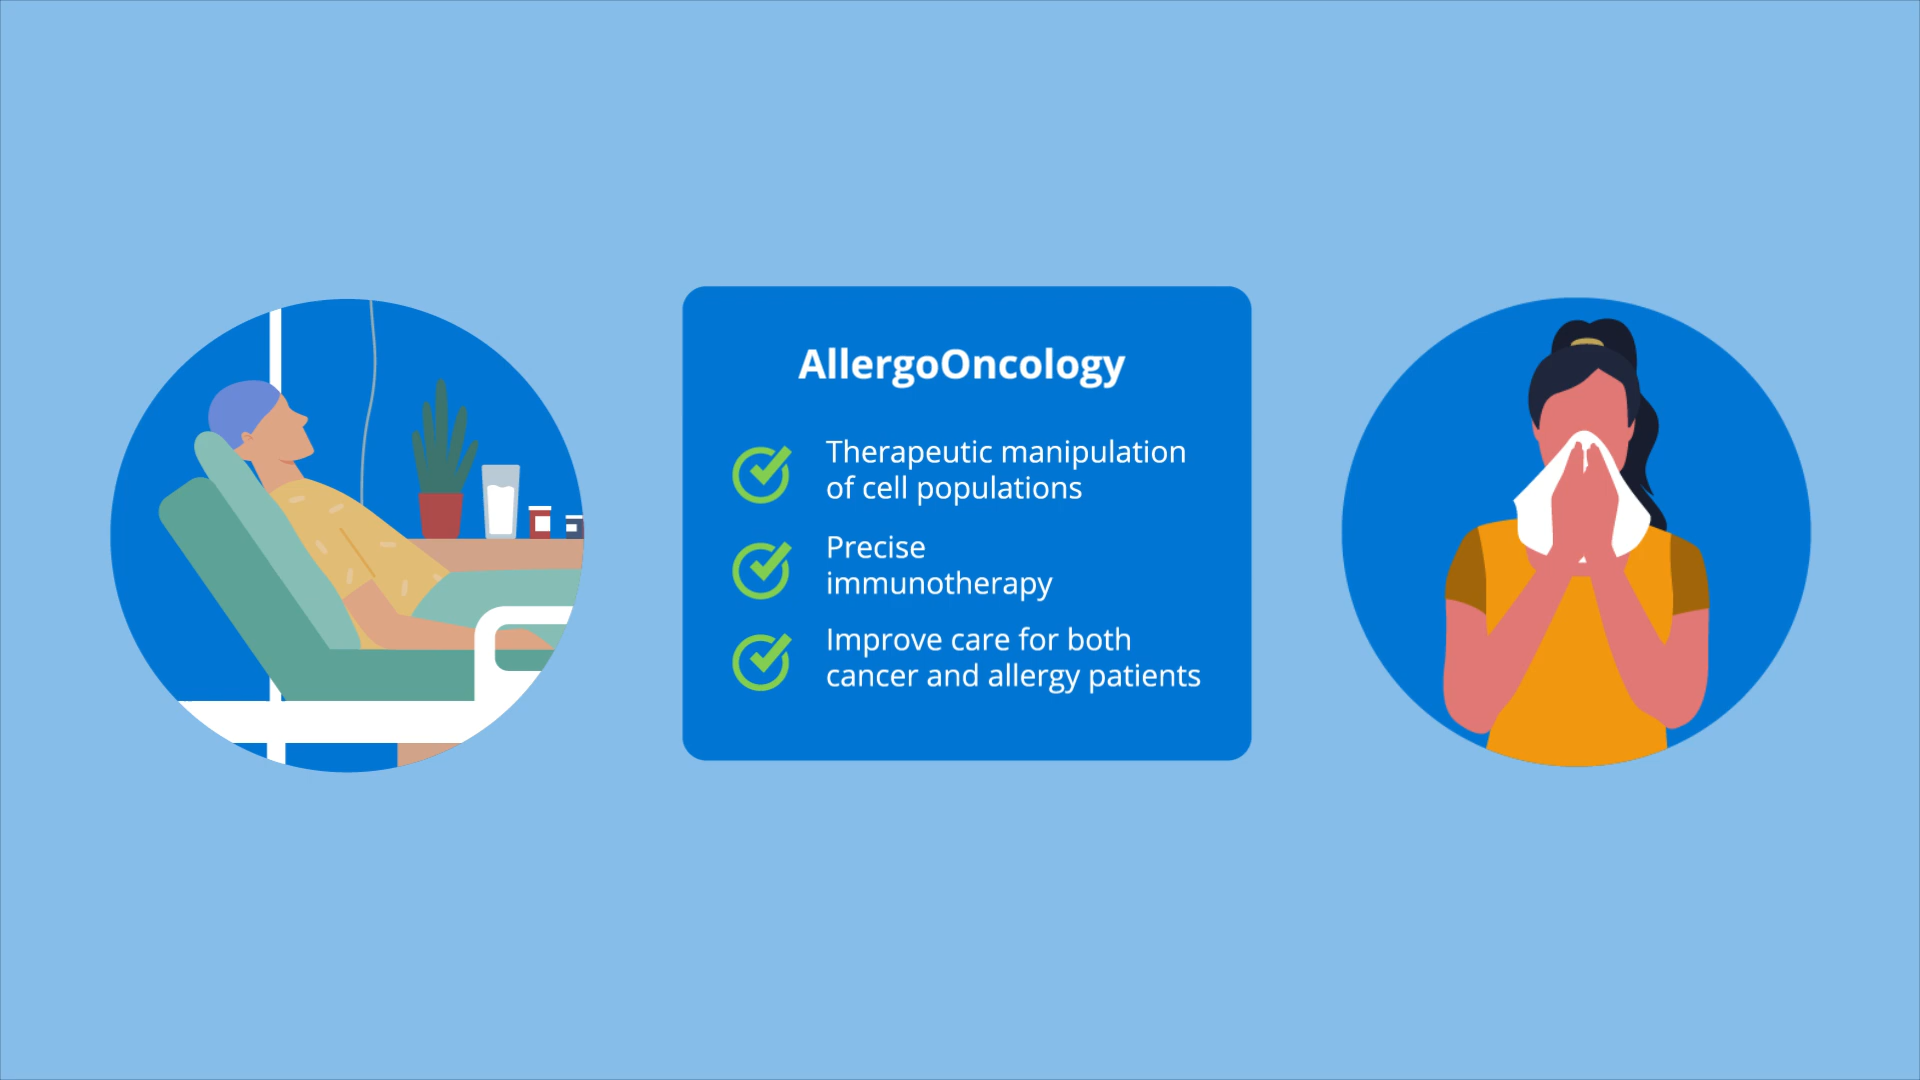 AllergoOncology
Therapeutic manipulation
of cell populations
Precise
immunotherapy
Improve care for both
cancer and allergy patients